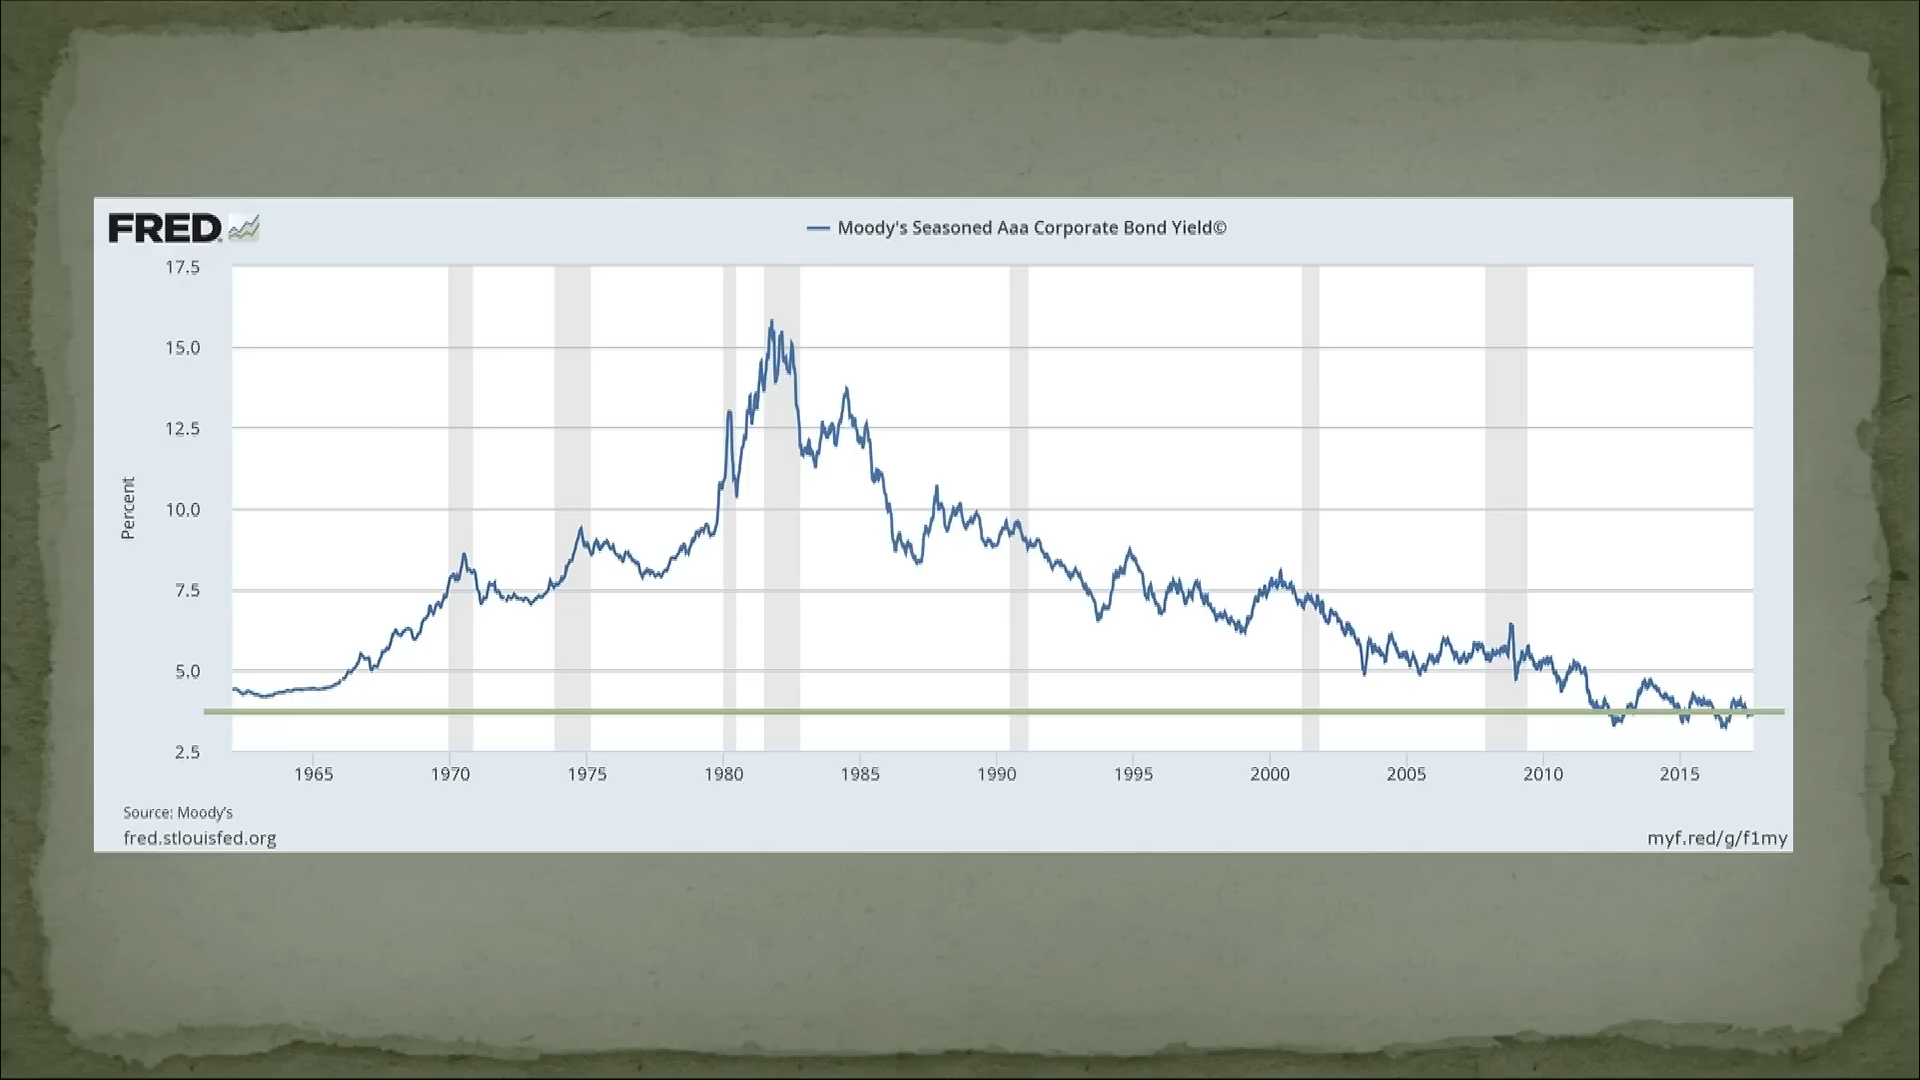 FRED
Moody's Seasoned Aaa Corporate Bond Yield©
17.5
15.0
12.5
10.0
7.5
5.0
2.5
Percent
1965 1970 1975 1980 1985 1990 1995 2000 2005 2010 2015
Source: Moody's
fred.stlouisfed.org
myf.red/g/f1my